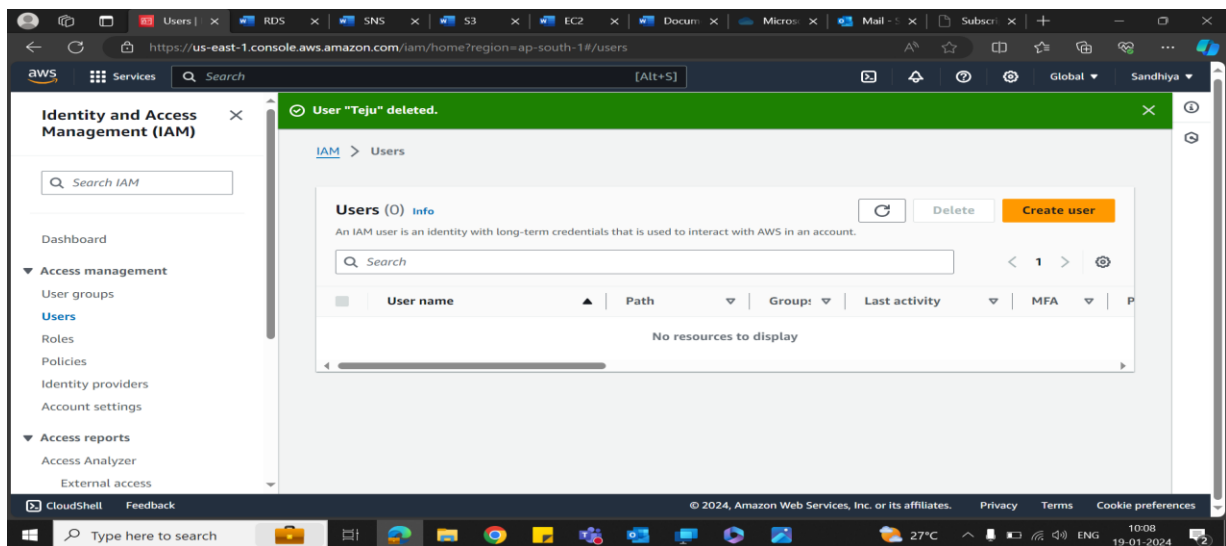 Users |
RDS
SNS
S3
EC2
Docum
Micros
Mail - S
Subscri
https://us-east-1.console.aws.amazon.com/iam/home?region=ap-south-1#/users
aws
Services
Search
[Alt+S]
Global
Sandhiya
Identity and Access
Management (IAM)
Search IAM
Dashboard
Access management
User groups
Users
Roles
Policies
Identity providers
Account settings
Access reports
Access Analyzer
External access
User "Teju" deleted.
IAM > Users
Users (0) Info
Delete
Create user
An IAM user is an identity with long-term credentials that is used to interact with AWS in an account.
Search
< 1 >
User name
Path
Group:
Last activity
MFA
P
No resources to display
CloudShell
Feedback
© 2024, Amazon Web Services, Inc. or its affiliates.
Privacy
Terms
Cookie preferences
Type here to search
27°C
ENG
10:08
19-01-2024
2